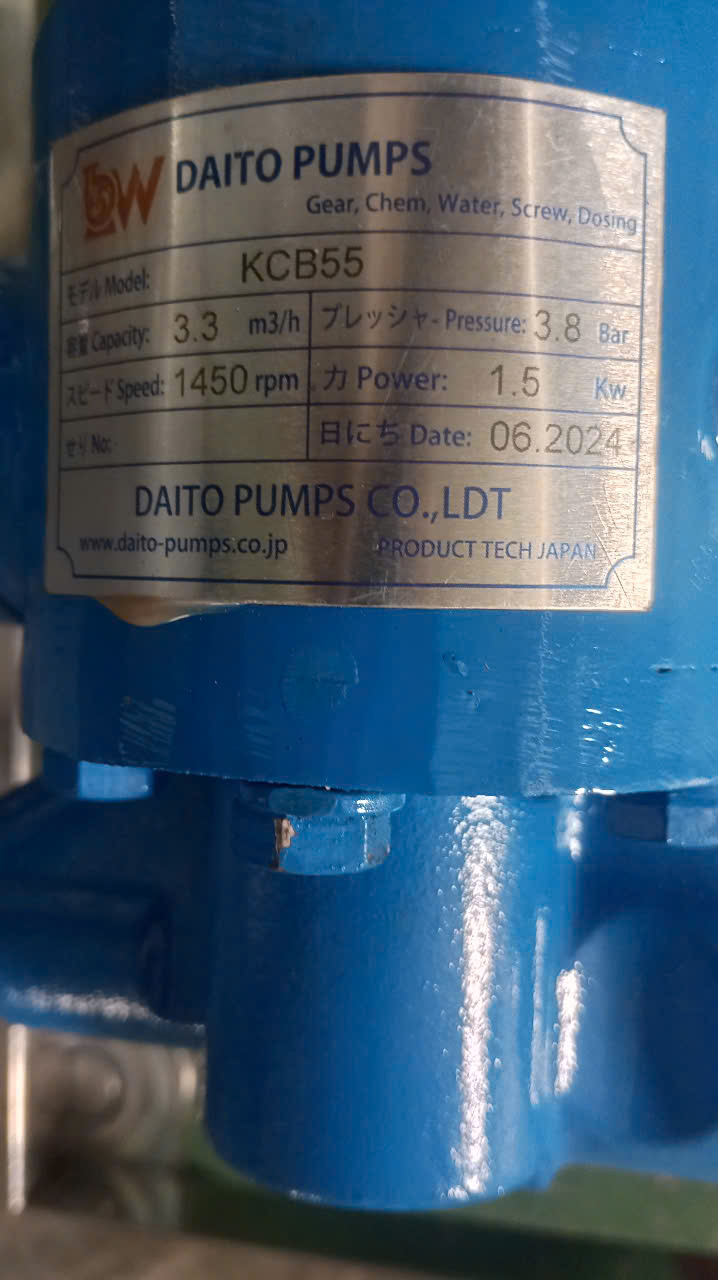 DW DAITO PUMPS
Gear, Chem, Water, Screw, Dosing
モデル Model: KCB55
容量 Capacity: 3.3 m3/h プレッシャ- Pressure: 3.8 Bar
スピード Speed: 1450 rpm 力 Power: 1.5 Kw
No: 日にち Date: 06.2024
DAITO PUMPS CO.,LDT
www.daito-pumps.co.jp PRODUCT TECH JAPAN